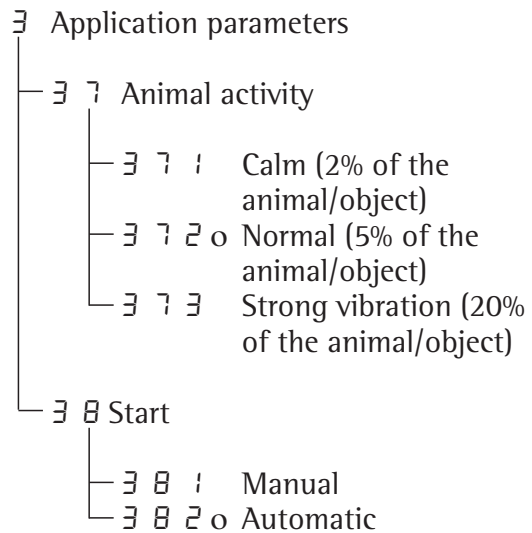 3 Application parameters
3 7 Animal activity
3 7 1 Calm (2% of the
animal/object)
3 7 2 o Normal (5% of the
animal/object)
3 7 3 Strong vibration (20%
of the animal/object)
3 8 Start
3 8 1 Manual
3 8 2 o Automatic